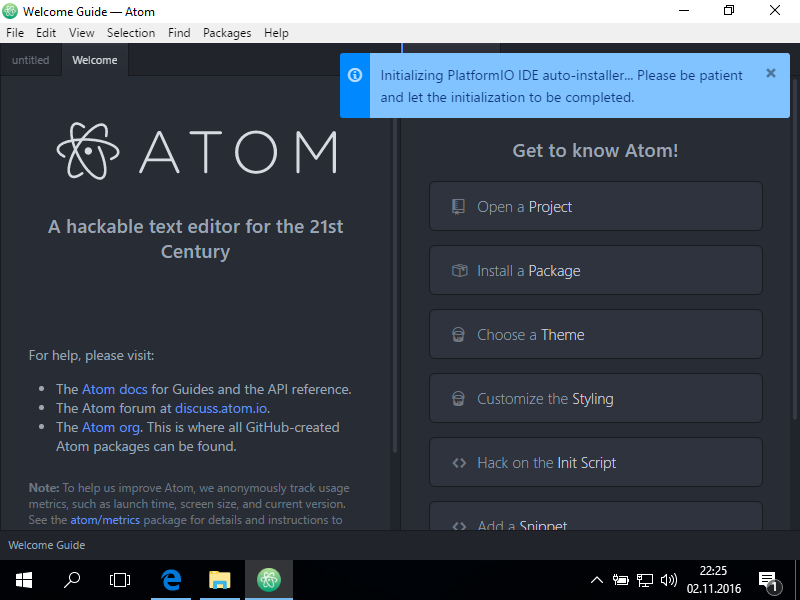 Welcome Guide — Atom
File Edit View Selection Find Packages Help
untitled Welcome
Initializing PlatformIO IDE auto-installer... Please be patient
and let the initialization to be completed.
ATOM
A hackable text editor for the 21st
Century
For help, please visit:
• The Atom docs for Guides and the API reference.
• The Atom forum at discuss.atom.io.
• The Atom org. This is where all GitHub-created
Atom packages can be found.
Note: To help us improve Atom, we anonymously track usage
metrics, such as launch time, screen size, and current version.
See the atom/metrics package for details and instructions to
Get to know Atom!
Open a Project
Install a Package
Choose a Theme
Customize the Styling
Hack on the Init Script
Add a Snippet
Welcome Guide
22:25
02.11.2016
1